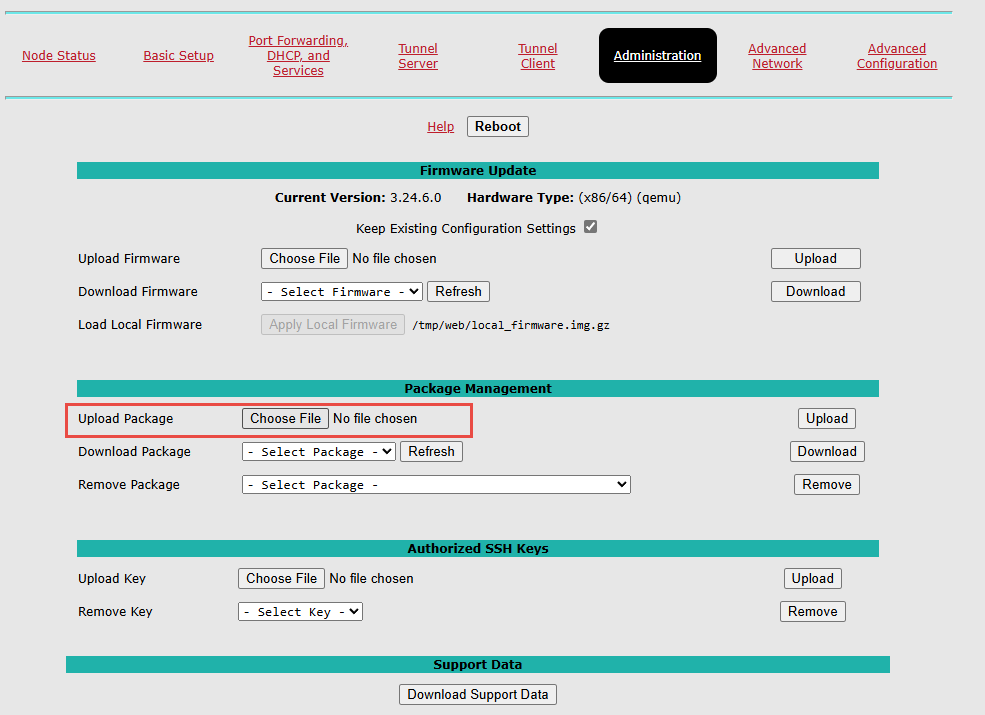 Node Status
Basic Setup
Port Forwarding,
DHCP, and
Services
Tunnel
Server
Tunnel
Client
Administration
Advanced
Network
Advanced
Configuration
Help Reboot
Firmware Update
Current Version: 3.24.6.0 Hardware Type: (x86/64) (qemu)
Keep Existing Configuration Settings
Upload Firmware Choose File No file chosen Upload
Download Firmware - Select Firmware - Refresh Download
Load Local Firmware Apply Local Firmware /tmp/web/local_firmware.img.gz
Package Management
Upload Package Choose File No file chosen Upload
Download Package - Select Package - Refresh Download
Remove Package - Select Package - Remove
Authorized SSH Keys
Upload Key Choose File No file chosen Upload
Remove Key - Select Key - Remove
Support Data
Download Support Data